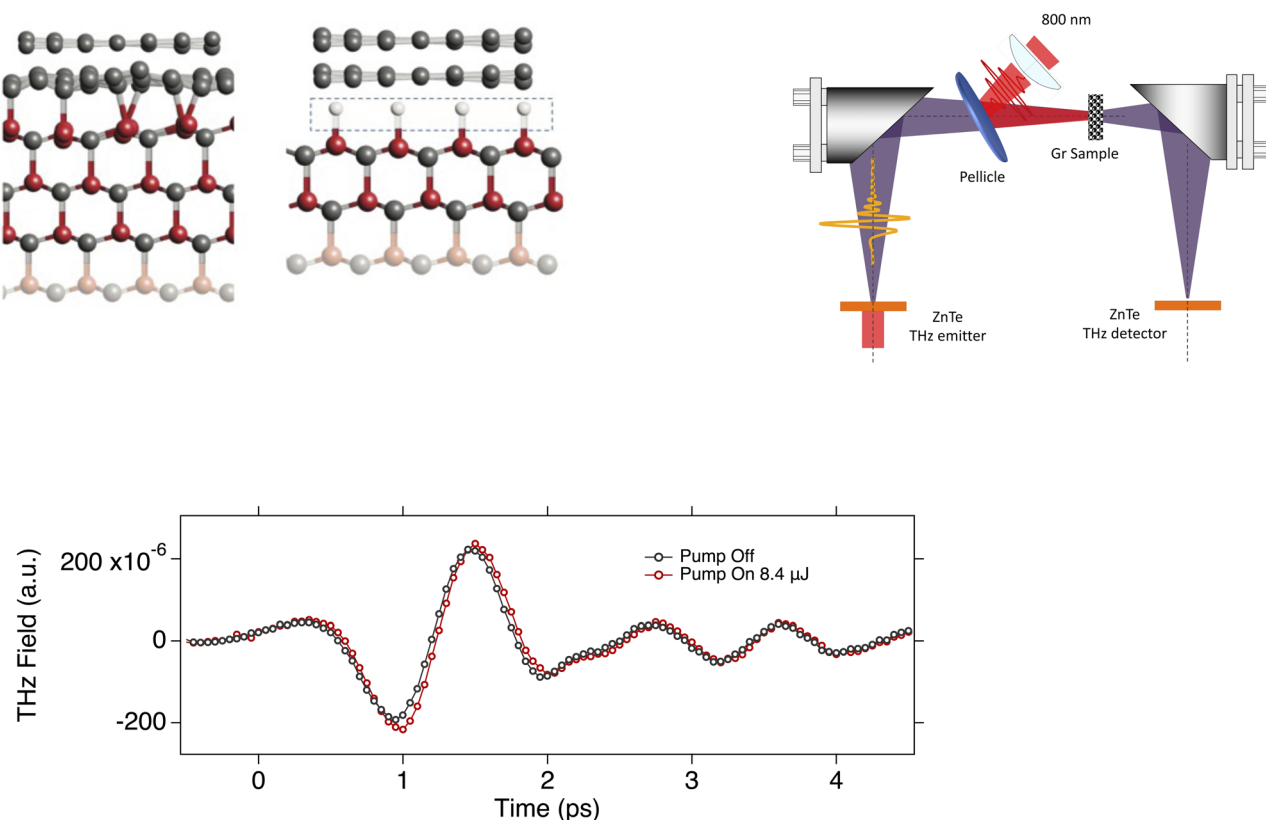 800 nm
Gr Sample
Pellicle
ZnTe
THz emitter
ZnTe
THz detector
THz Field (a.u.)
200 x10⁻⁶
0
-200
Pump Off
Pump On 8.4 µJ
0 1 2 3 4
Time (ps)